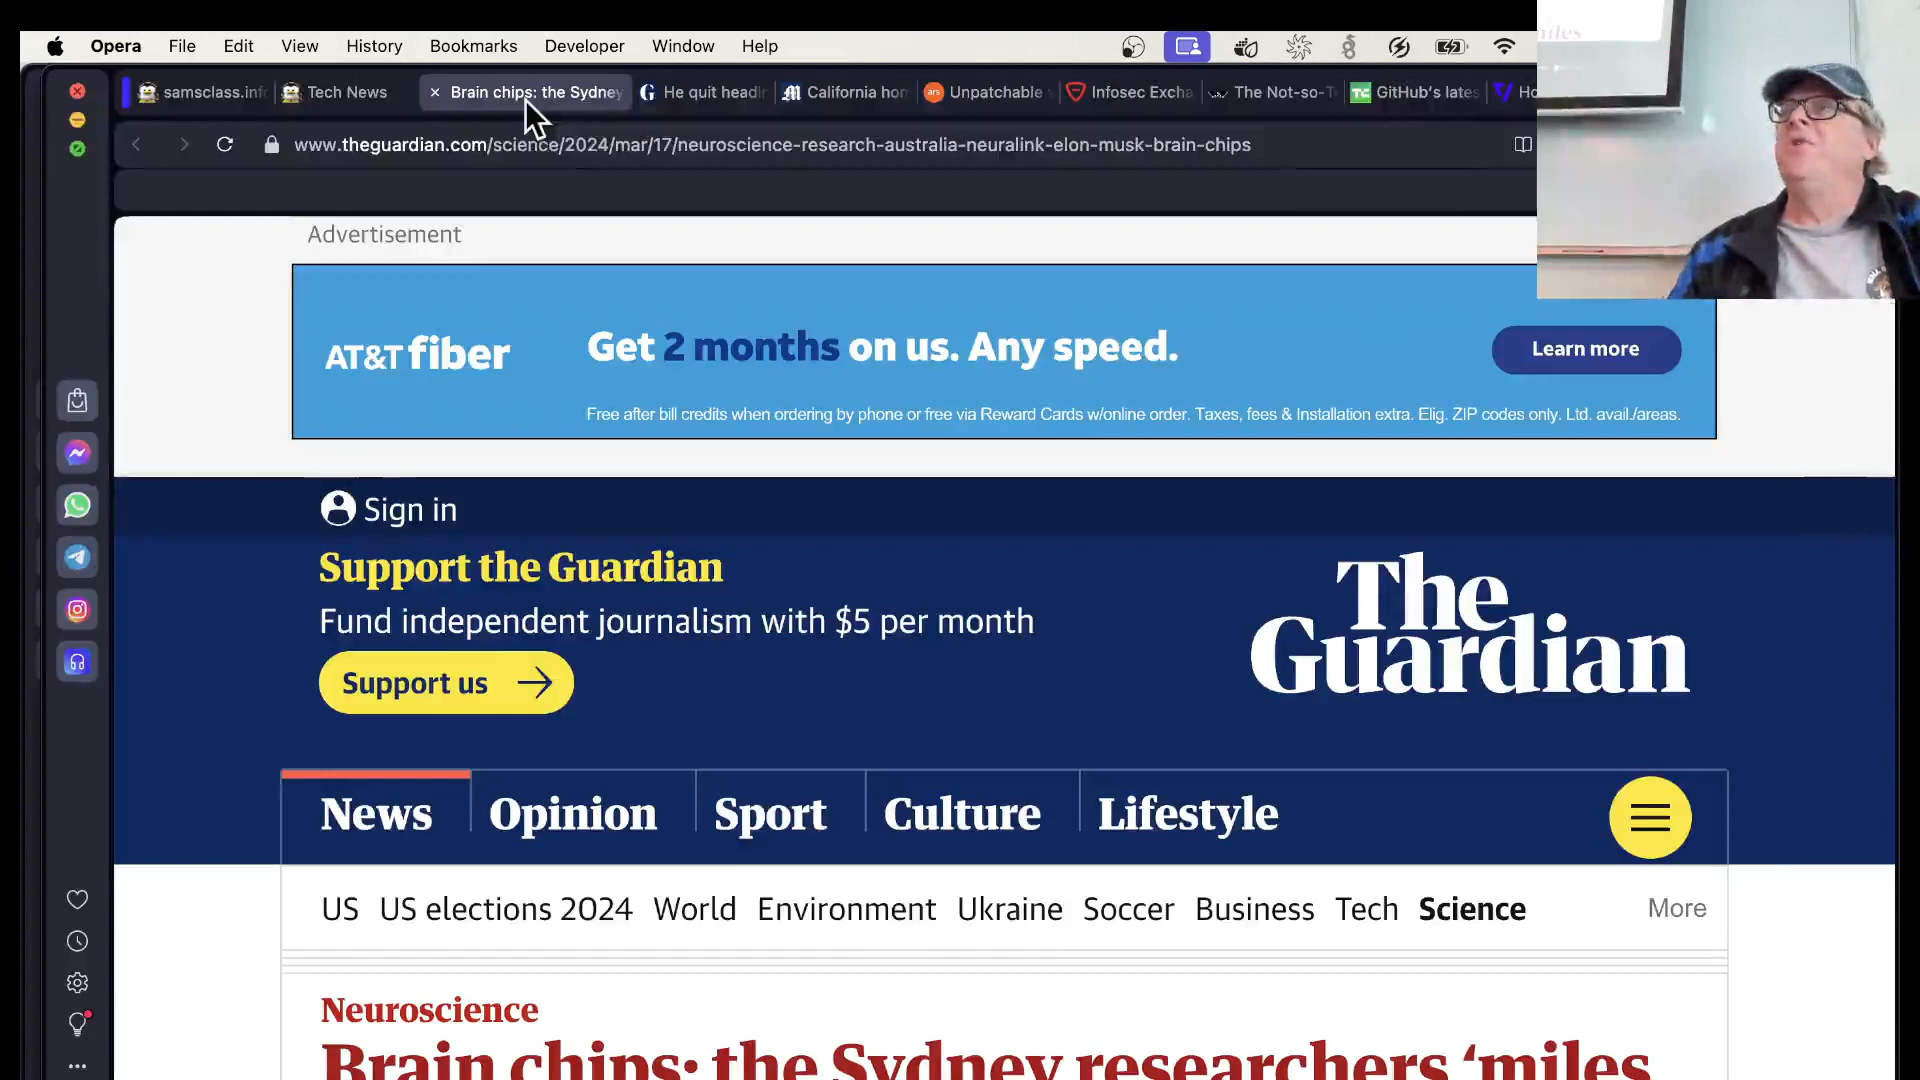 Opera File Edit View History Bookmarks Developer Window Help
samsclass.inf Tech News Brain chips: the Sydney He quit headi California hon Unpatchable Infosec Excha The Not-so-T GitHub's lates Ho
www.theguardian.com/science/2024/mar/17/neuroscience-research-australia-neuralink-elon-musk-brain-chips
miles
Advertisement
AT&T fiber
Get 2 months on us. Any speed.
Learn more
Free after bill credits when ordering by phone or free via Reward Cards w/online order. Taxes, fees & Installation extra. Elig. ZIP codes only. Ltd. avail./areas.
Sign in
Support the Guardian
Fund independent journalism with $5 per month
Support us
The
Guardian
News Opinion Sport Culture Lifestyle
US US elections 2024 World Environment Ukraine Soccer Business Tech Science More
Neuroscience
Brain chips: the Sydney researchers ‘miles